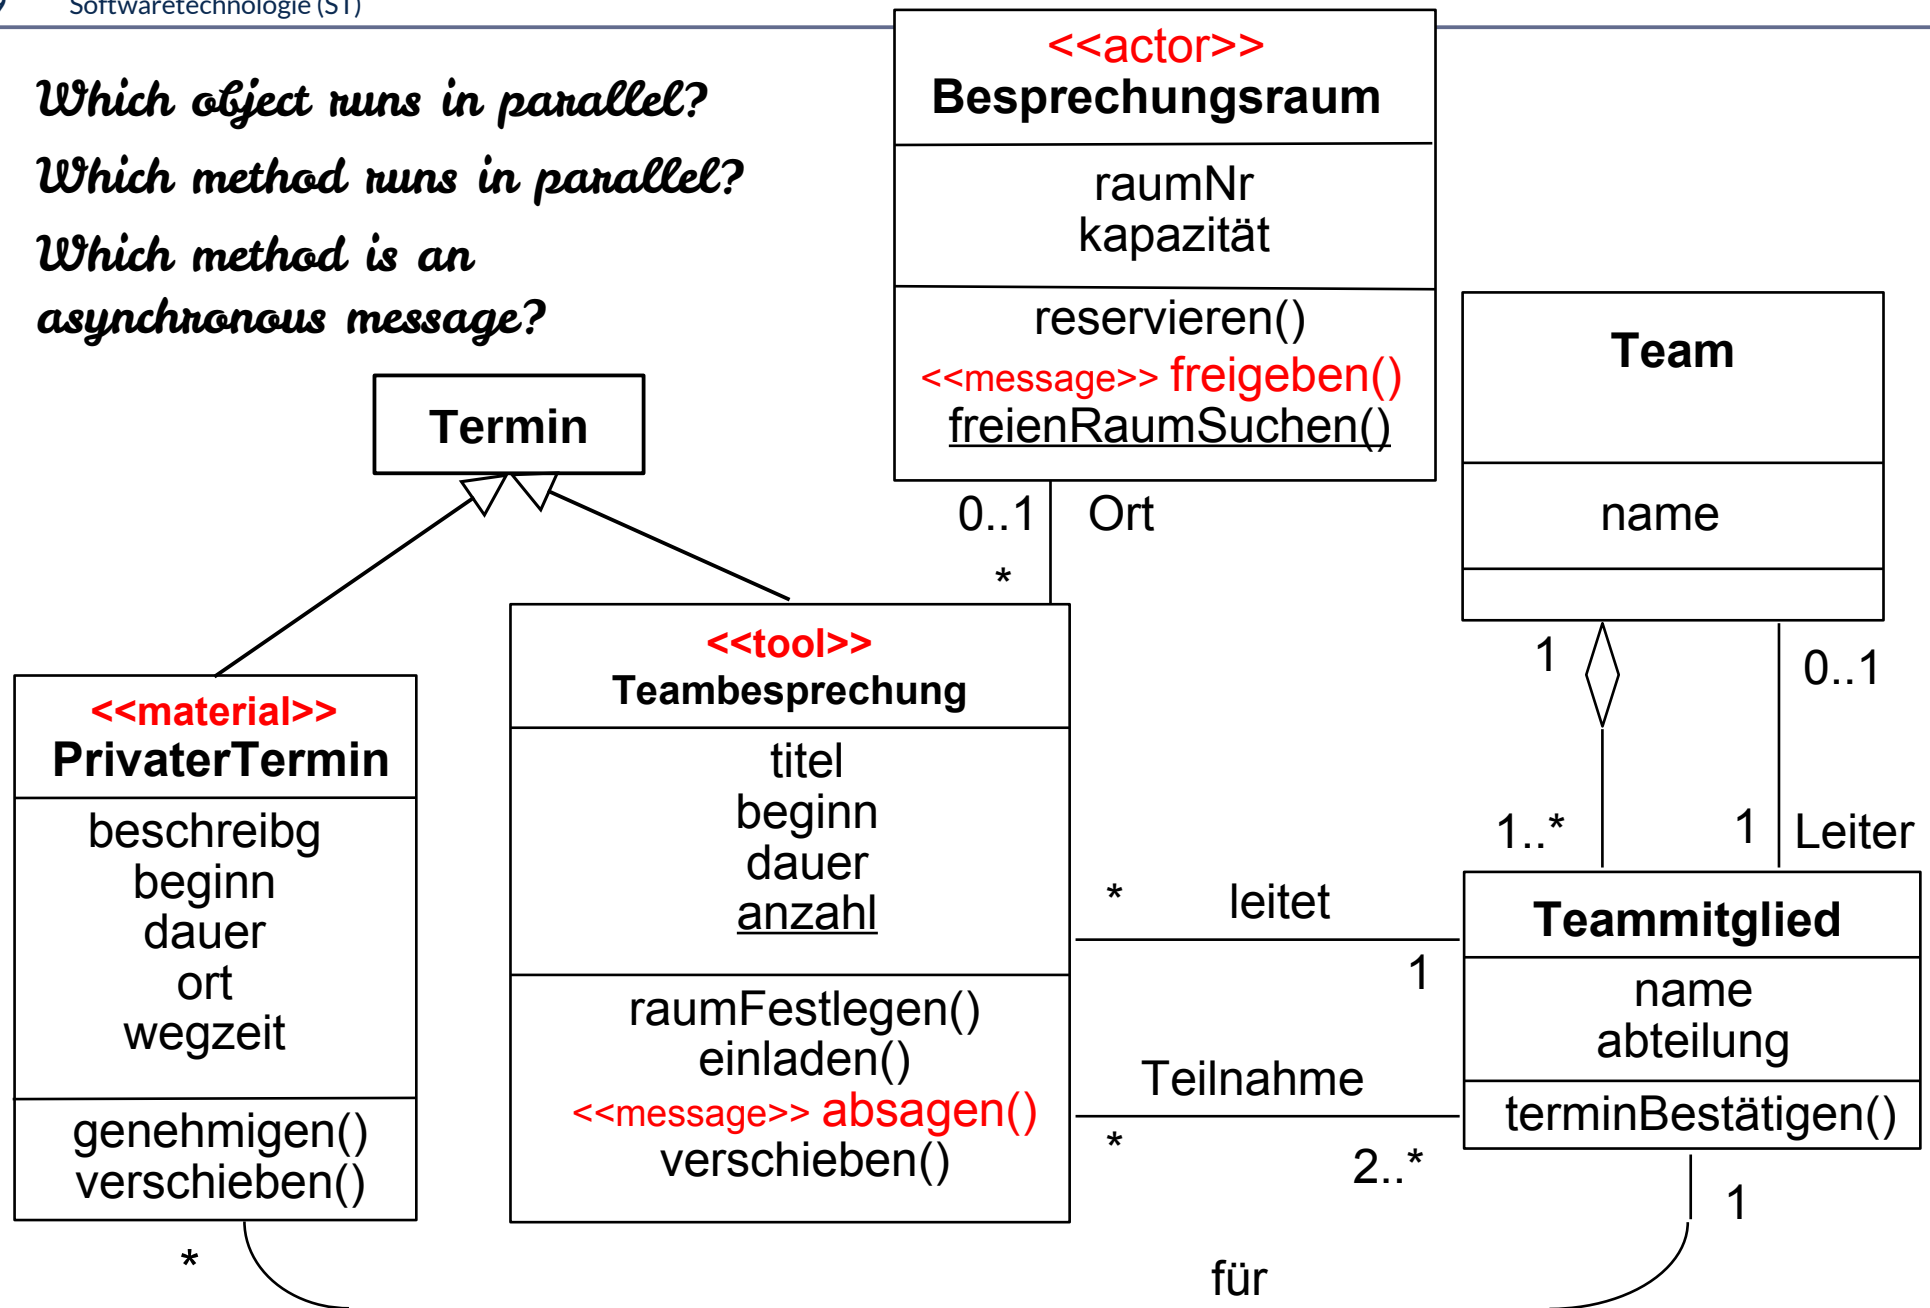 Softwaretechnologie (ST)
Which object runs in parallel?
Which method runs in parallel?
Which method is an
asynchronous message?
<<actor>>
Besprechungsraum
raumNr
kapazität
reservieren()
<<message>> freigeben()
freienRaumSuchen()
Team
name
Termin
0..1 Ort
*
1
0..1
<<tool>>
Teambesprechung
titel
beginn
dauer
anzahl
raumFestlegen()
einladen()
<<message>> absagen()
verschieben()
<<material>>
PrivaterTermin
beschreibg
beginn
dauer
ort
wegzeit
genehmigen()
verschieben()
1..*
1 Leiter
* leitet
1
Teilnahme
*
2..*
Teammitglied
name
abteilung
terminBestätigen()
1
*
für